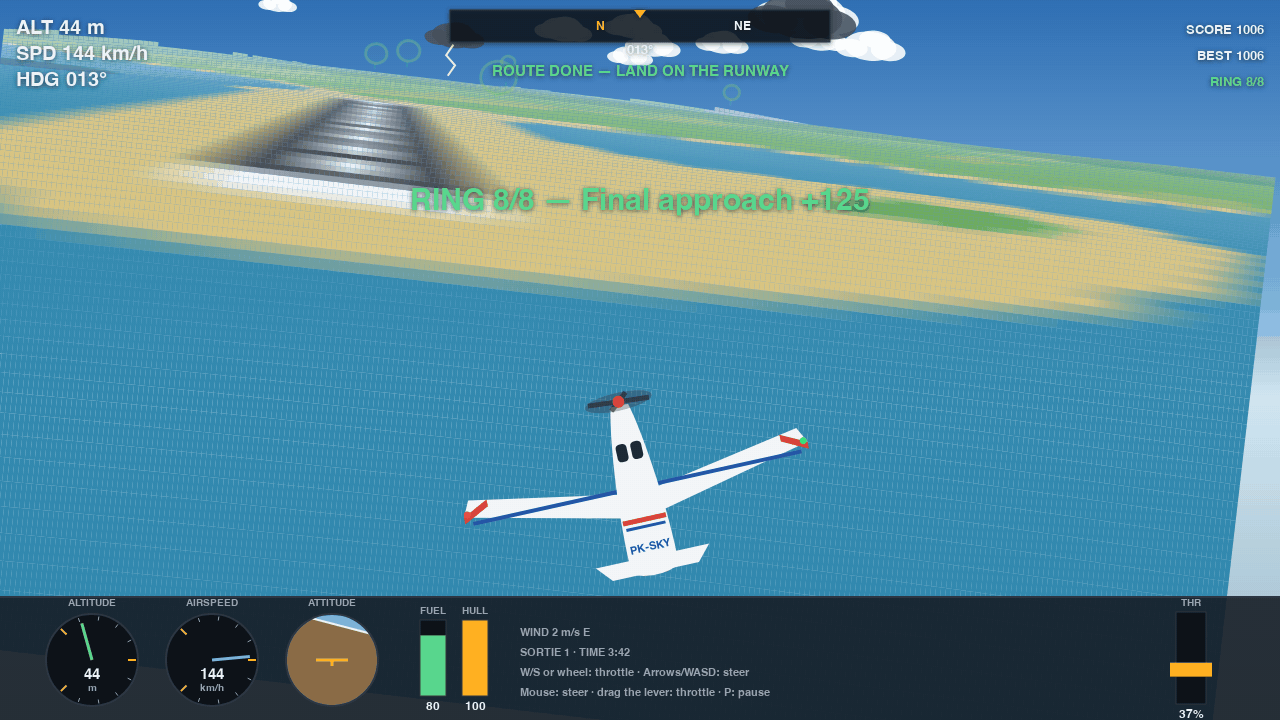 ALT 44 m
SPD 144 km/h
HDG 013°
N
NE
013°
ROUTE DONE — LAND ON THE RUNWAY
SCORE 1006
BEST 1006
RING 8/8
RING 8/8 — Final approach +125
PK-SKY
ALTITUDE
AIRSPEED
ATTITUDE
FUEL
HULL
THR
44
m
144
km/h
80
100
WIND 2 m/s E
SORTIE 1 · TIME 3:42
W/S or wheel: throttle · Arrows/WASD: steer
Mouse: steer · drag the lever: throttle · P: pause
37%